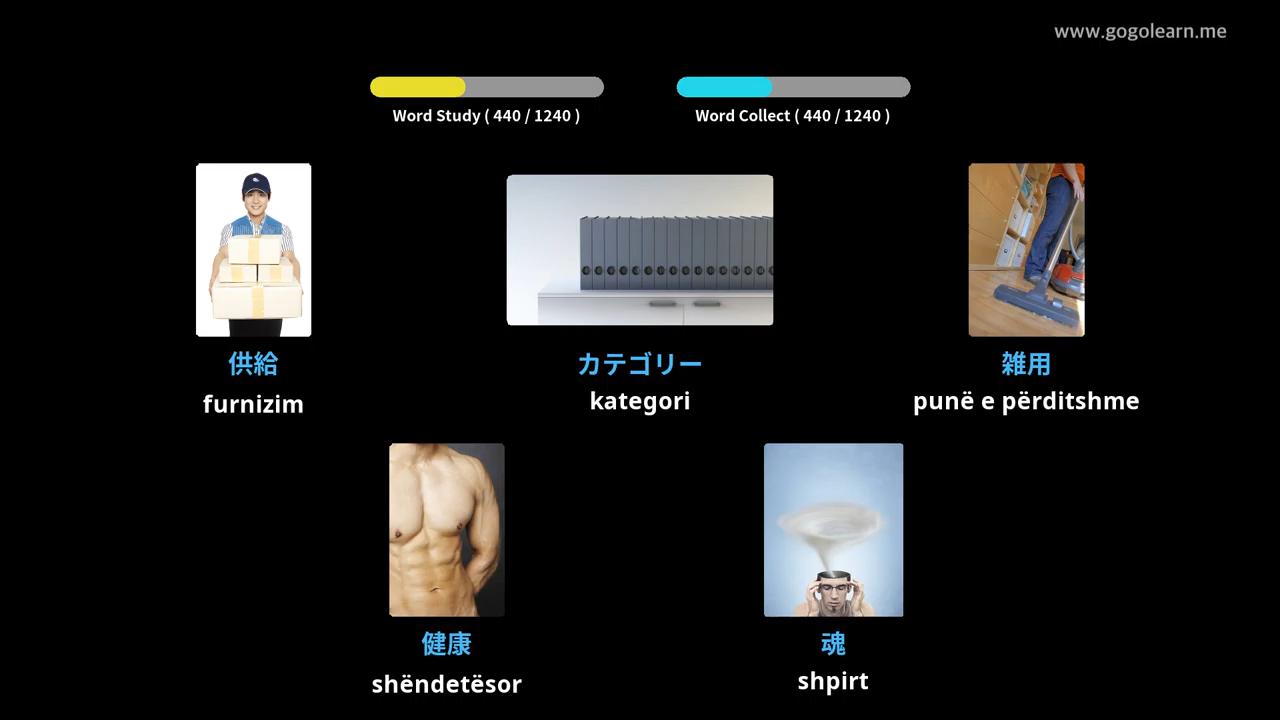 www.gogolearn.me
Word Study ( 440 / 1240 )
Word Collect ( 440 / 1240 )
供給
furnizim
カテゴリー
kategori
雑用
punë e përditshme
健康
shëndetësor
魂
shpirt